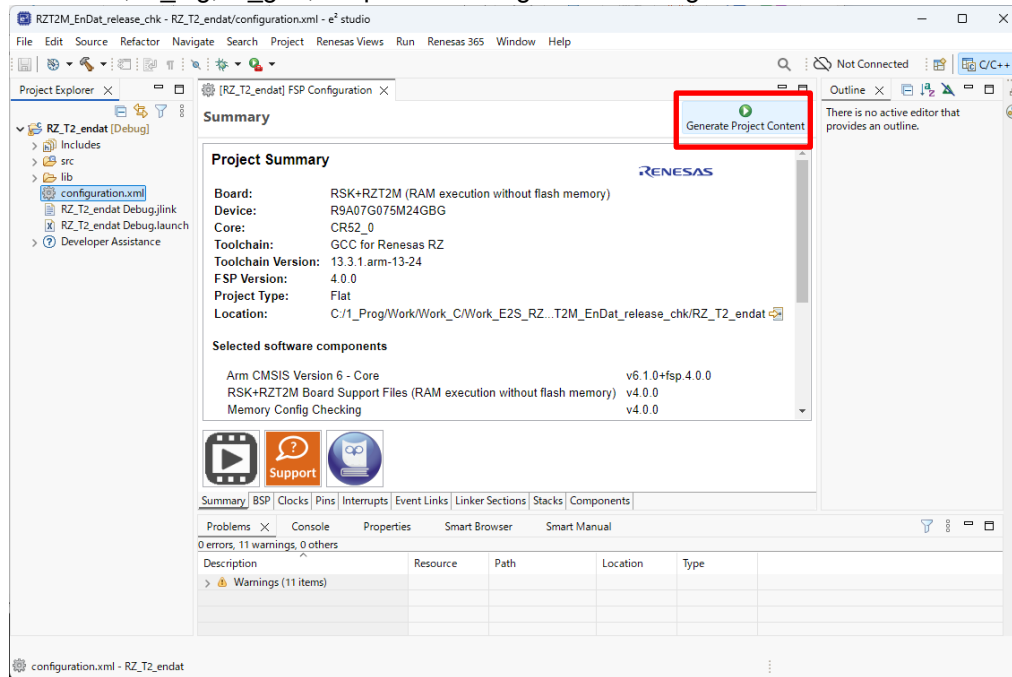 RZT2M_EnDat_release_chk - RZ_T2_endat/configuration.xml - e² studio
File Edit Source Refactor Navigate Search Project Renesas Views Run Renesas 365 Window Help
Not Connected
C/C++
Project Explorer
RZ_T2_endat [Debug]
Includes
src
lib
configuration.xml
RZ_T2_endat Debug.jlink
RZ_T2_endat Debug.launch
Developer Assistance
[RZ_T2_endat] FSP Configuration
Summary
Generate Project Content
Project Summary
RENESAS
Board: RSK+RZT2M (RAM execution without flash memory)
Device: R9A07G075M24GBG
Core: CR52_0
Toolchain: GCC for Renesas RZ
Toolchain Version: 13.3.1.arm-13-24
FSP Version: 4.0.0
Project Type: Flat
Location: C:/1_Prog/Work/Work_C/Work_E2S_RZ...T2M_EnDat_release_chk/RZ_T2_endat
Selected software components
Arm CMSIS Version 6 - Core v6.1.0+fsp.4.0.0
RSK+RZT2M Board Support Files (RAM execution without flash memory) v4.0.0
Memory Config Checking v4.0.0
Support
Summary BSP Clocks Pins Interrupts Event Links Linker Sections Stacks Components
Outline
There is no active editor that
provides an outline.
Problems Console Properties Smart Browser Smart Manual
0 errors, 11 warnings, 0 others
Description Resource Path Location Type
Warnings (11 items)
configuration.xml - RZ_T2_endat